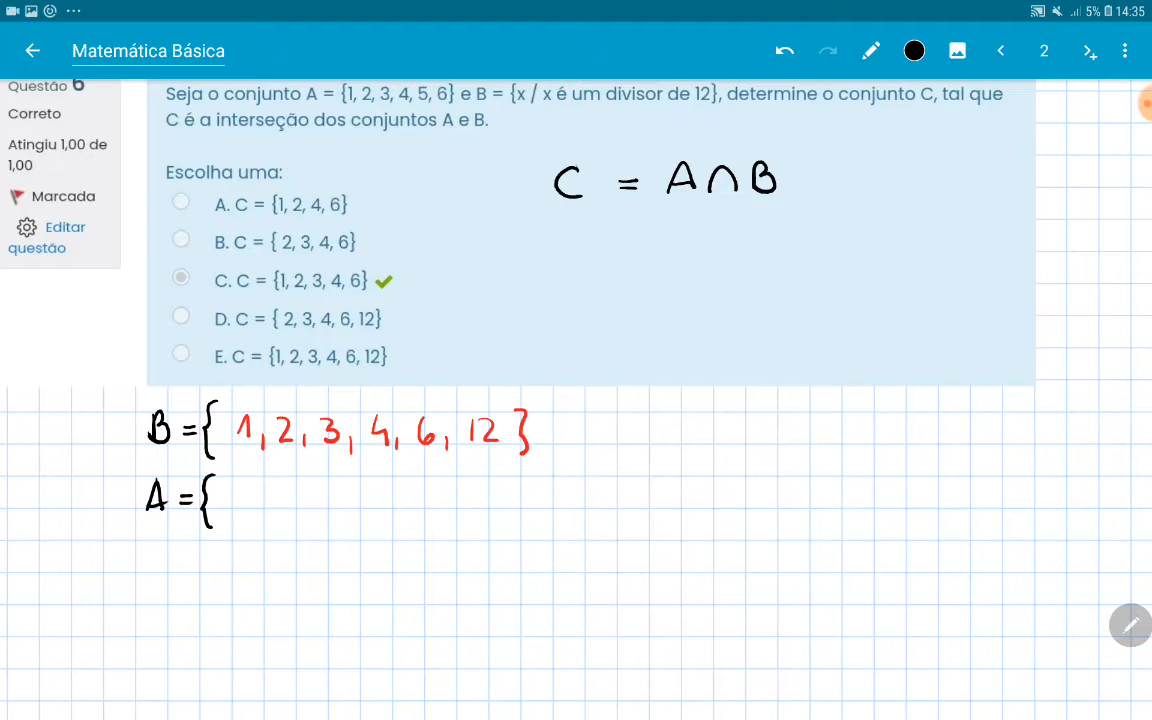 5% 14:35
Matemática Básica
2
Questão 6
Correto
Atingiu 1,00 de
1,00
Marcada
Editar
questão
Seja o conjunto A = {1, 2, 3, 4, 5, 6} e B = {x / x é um divisor de 12}, determine o conjunto C, tal que
C é a interseção dos conjuntos A e B.
Escolha uma:
A. C = {1, 2, 4, 6}
B. C = { 2, 3, 4, 6}
C. C = {1, 2, 3, 4, 6}
D. C = { 2, 3, 4, 6, 12}
E. C = {1, 2, 3, 4, 6, 12}
C = A∩B
B = { 1, 2, 3, 4, 6, 12 }
A = {